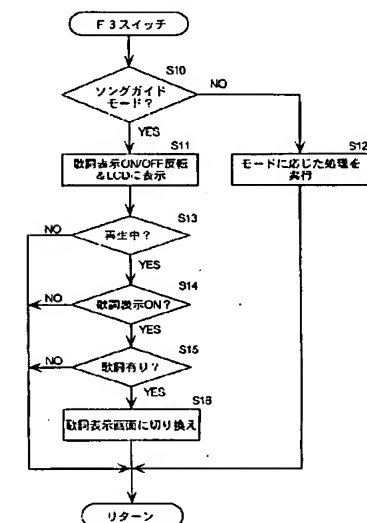 F3スイッチ
S10
ソングガイド
モード?
NO
YES
S11
歌詞表示ON/OFF反転
&LCDに表示
S12
モードに応じた処理を
実行
S13
再生中?
NO
YES
S14
歌詞表示ON?
NO
YES
S15
歌詞有り?
NO
YES
S16
歌詞表示画面に切り換え
リターン